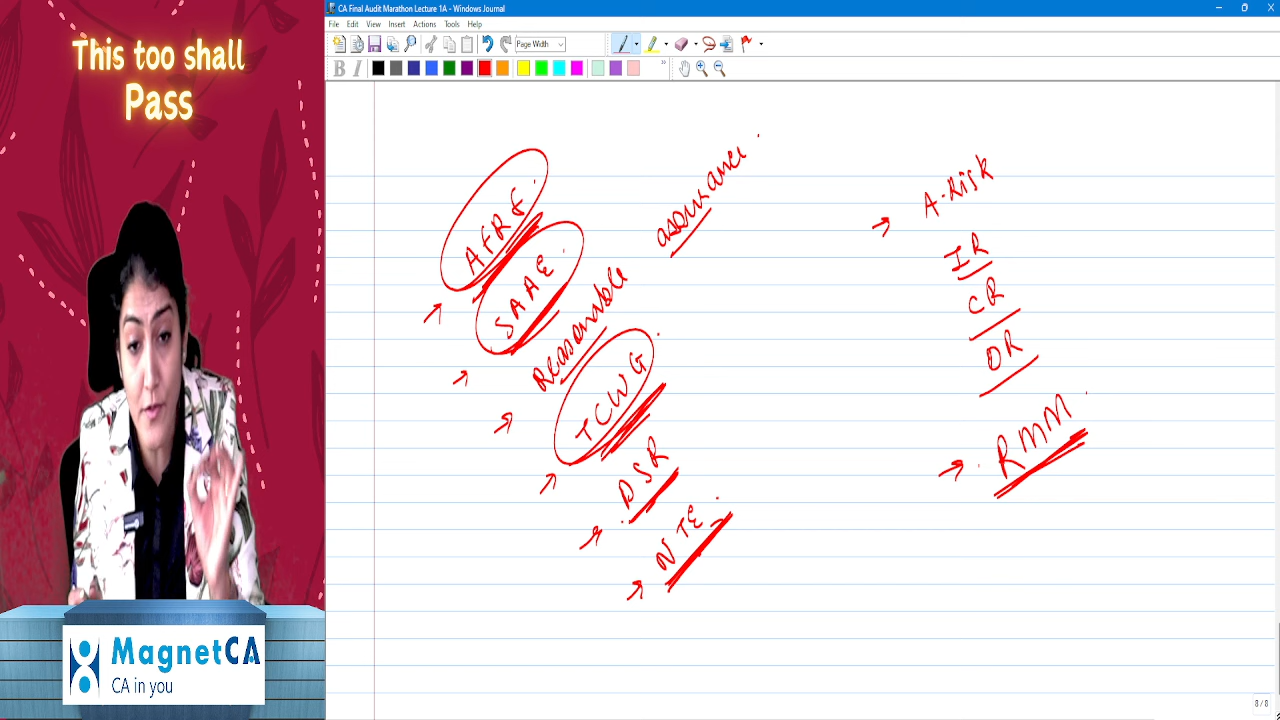 This too shall
Pass
MagnetCA
CA in you
CA Final Audit Marathon Lecture 1A - Windows Journal
File Edit View Insert Actions Tools Help
Page Width
B I
AFRF.
SAAE.
Reasonable assurance.
TCWG.
DSR
NTE.
A.Risk
IR
CR
DR
RMM
8 / 8